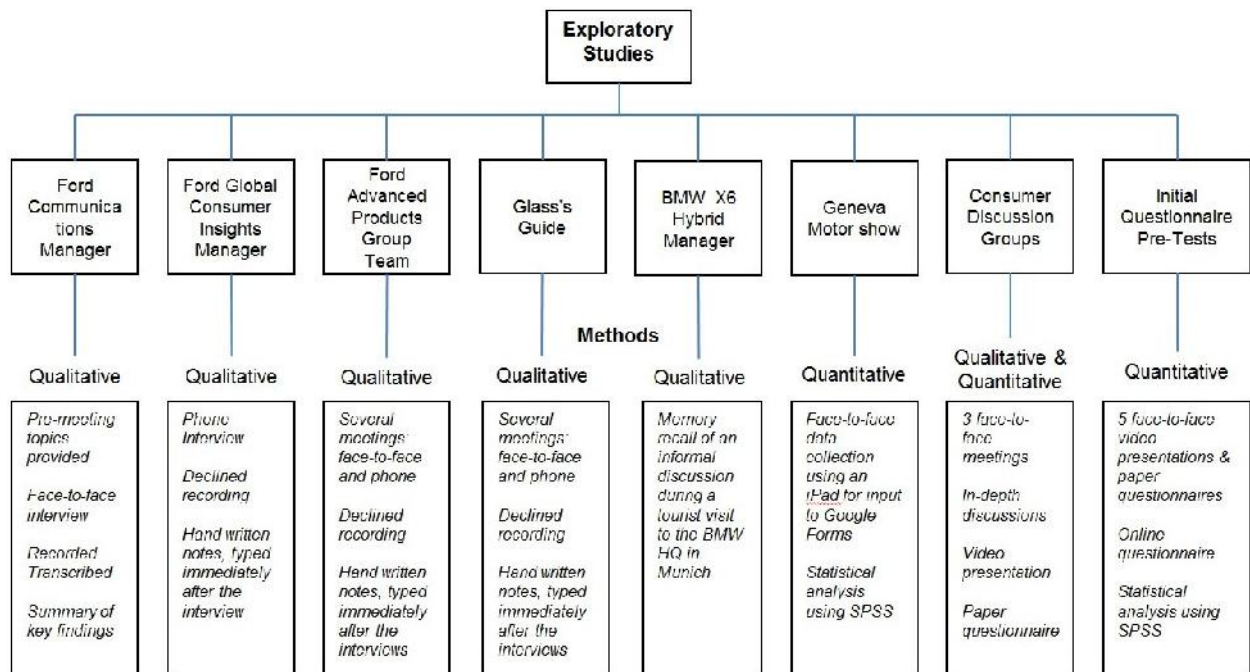 Exploratory
Studies
Ford
Communica
tions
Manager
Ford Global
Consumer
Insights
Manager
Ford
Advanced
Products
Group
Team
Glass's
Guide
BMW X6
Hybrid
Manager
Geneva
Motor show
Consumer
Discussion
Groups
Initial
Questionnaire
Pre-Tests
Methods
Qualitative
Qualitative
Qualitative
Qualitative
Qualitative
Quantitative
Qualitative &
Quantitative
Quantitative
Pre-meeting
topics
provided
Face-to-face
interview
Recorded
Transcribed
Summary of
key findings
Phone
Interview
Declined
recording
Hand written
notes, typed
immediately
after the
interview
Several
meetings:
face-to-face
and phone
Declined
recording
Hand written
notes, typed
immediately
after the
interviews
Several
meetings:
face-to-face
and phone
Declined
recording
Hand written
notes, typed
immediately
after the
interviews
Memory
recall of an
informal
discussion
during a
tourist visit
to the BMW
HQ in
Munich
Face-to-face
data
collection
using an
iPad for input
to Google
Forms
Statistical
analysis
using SPSS
3 face-to-
face
meetings
In-depth
discussions
Video
presentation
Paper
questionnaire
5 face-to-face
video
presentations &
paper
questionnaires
Online
questionnaire
Statistical
analysis using
SPSS